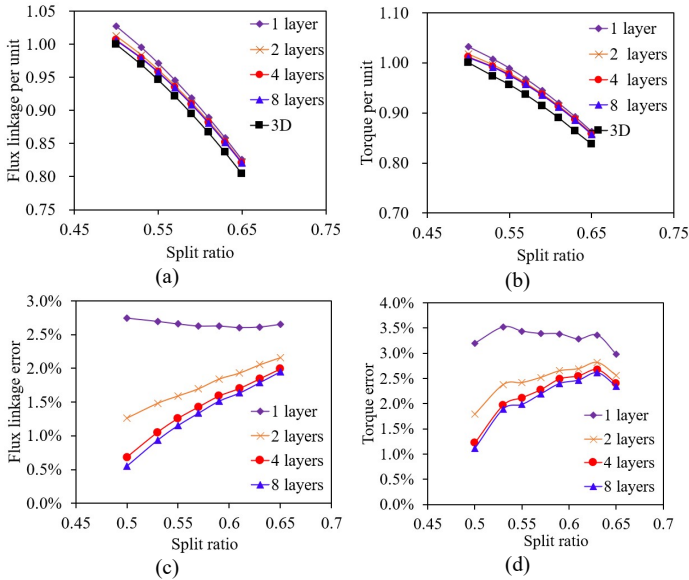 1.05
1.00
0.95
0.90
0.85
0.80
0.75
0.45
0.55
0.65
0.75
Flux linkage per unit
Split ratio
1 layer
2 layers
4 layers
8 layers
3D
(a)
1.10
1.00
0.90
0.80
0.70
0.45
0.55
0.65
0.75
Torque per unit
Split ratio
1 layer
2 layers
4 layers
8 layers
3D
(b)
3.0%
2.5%
2.0%
1.5%
1.0%
0.5%
0.0%
0.45
0.5
0.55
0.6
0.65
0.7
Flux linkage error
Split ratio
1 layer
2 layers
4 layers
8 layers
(c)
4.0%
3.5%
3.0%
2.5%
2.0%
1.5%
1.0%
0.5%
0.0%
0.45
0.5
0.55
0.6
0.65
0.7
Torque error
Split ratio
1 layer
2 layers
4 layers
8 layers
(d)